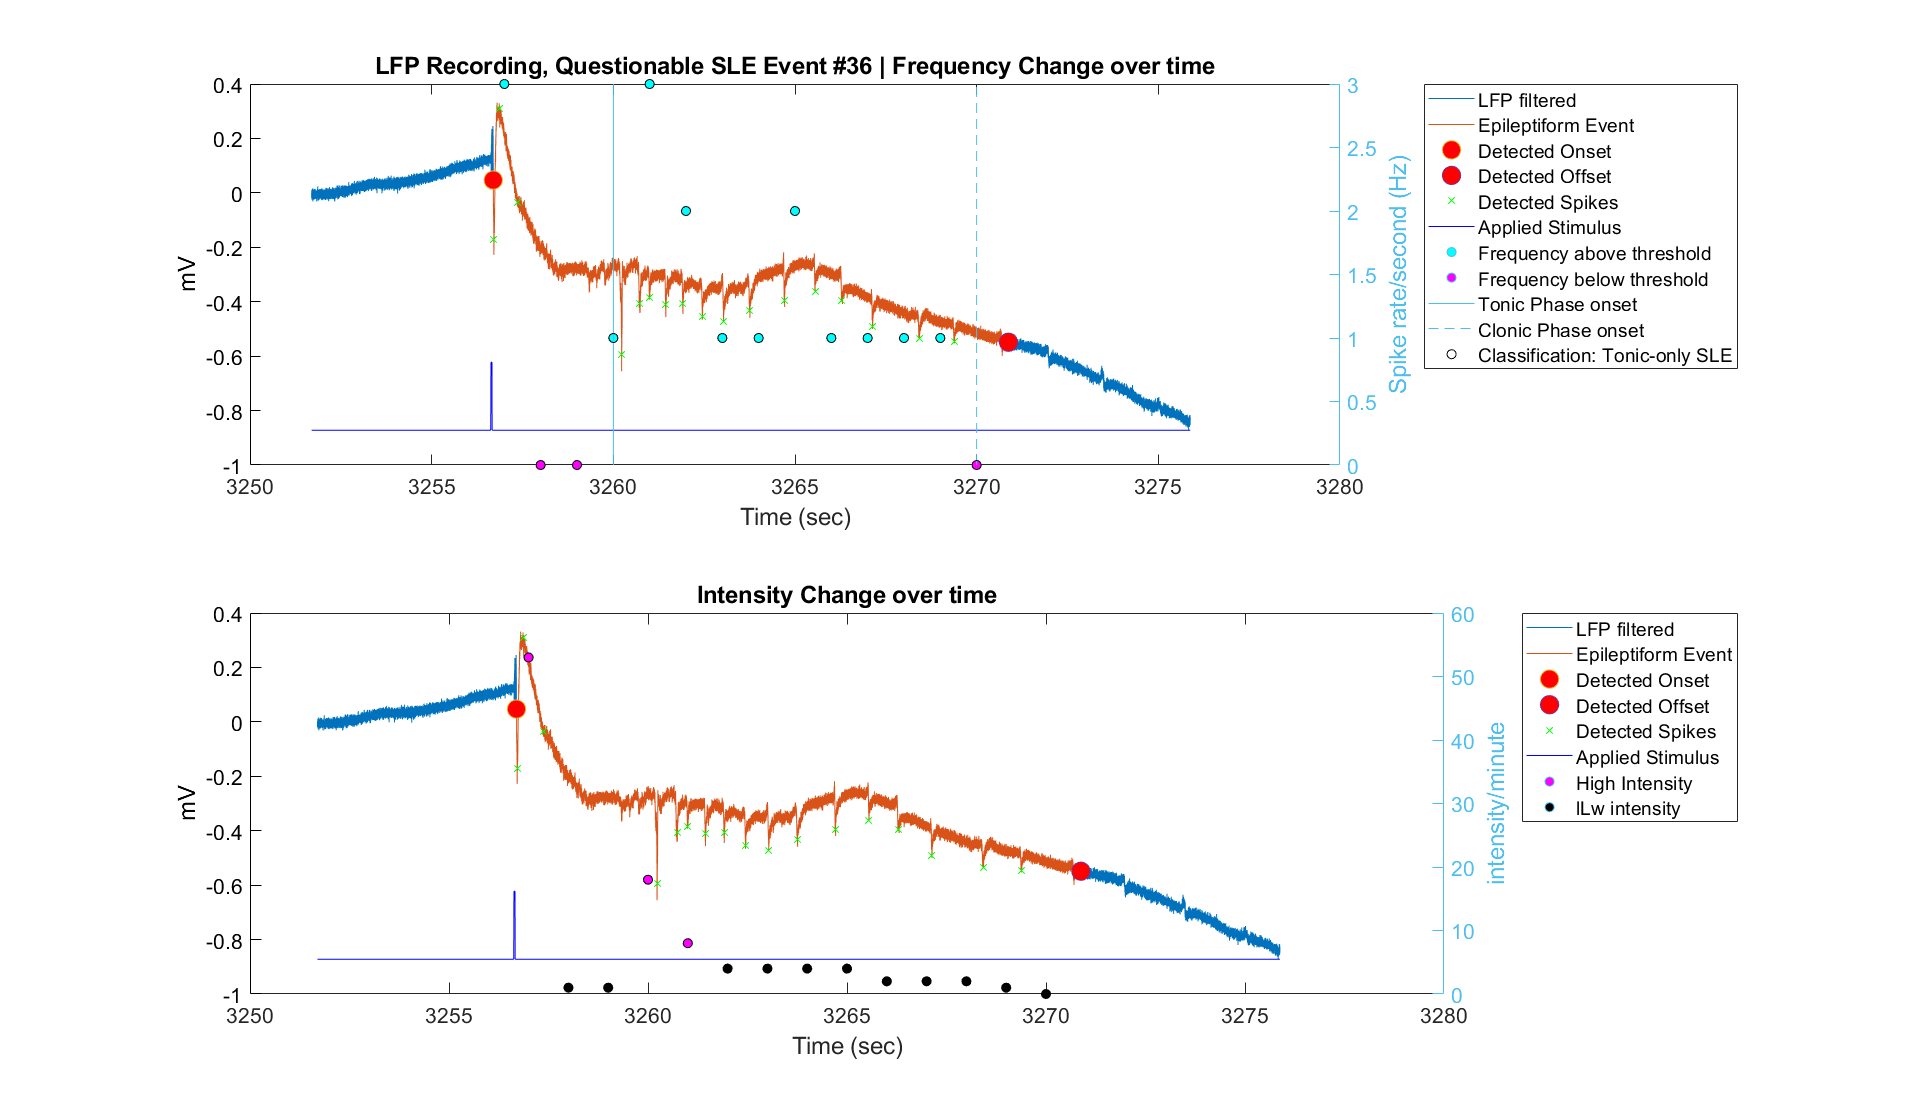 LFP Recording, Questionable SLE Event #36 | Frequency Change over time
0.4
0.2
0
-0.2
-0.4
-0.6
-0.8
-1
mV
3250
3255
3260
3265
3270
3275
3280
Time (sec)
3
2.5
2
1.5
1
0.5
0
Spike rate/second (Hz)
LFP filtered
Epileptiform Event
Detected Onset
Detected Offset
Detected Spikes
Applied Stimulus
Frequency above threshold
Frequency below threshold
Tonic Phase onset
Clonic Phase onset
Classification: Tonic-only SLE
Intensity Change over time
0.4
0.2
0
-0.2
-0.4
-0.6
-0.8
-1
mV
3250
3255
3260
3265
3270
3275
3280
Time (sec)
60
50
40
30
20
10
0
intensity/minute
LFP filtered
Epileptiform Event
Detected Onset
Detected Offset
Detected Spikes
Applied Stimulus
High Intensity
lLw intensity